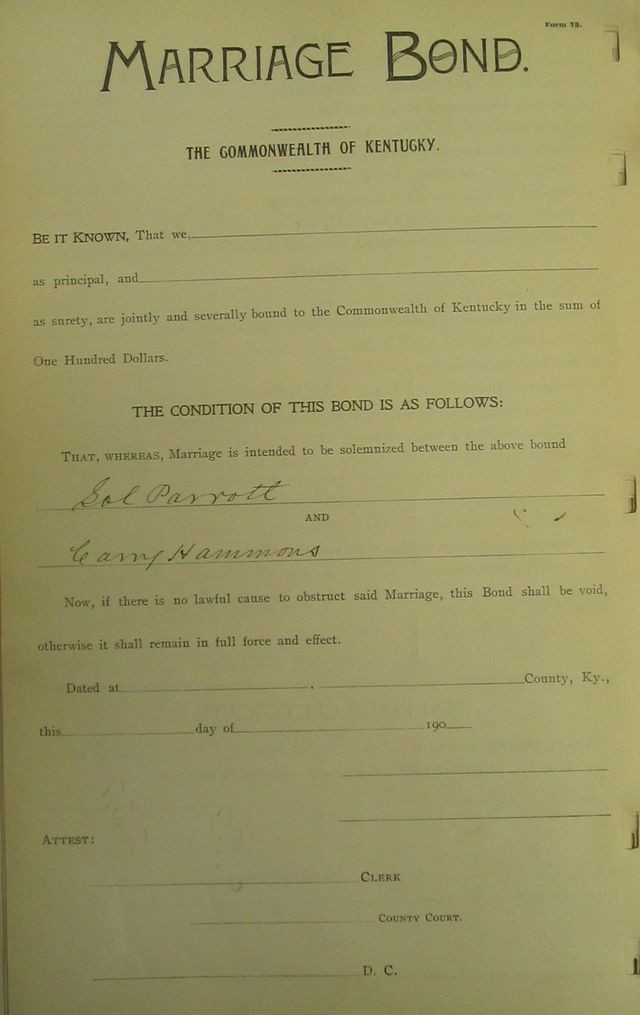 Form 73.
MARRIAGE BOND.
THE COMMONWEALTH OF KENTUCKY.
BE IT KNOWN, That we,
as principal, and
as surety, are jointly and severally bound to the Commonwealth of Kentucky in the sum of
One Hundred Dollars.
THE CONDITION OF THIS BOND IS AS FOLLOWS:
THAT, WHEREAS, Marriage is intended to be solemnized between the above bound
Sol Parrott
AND
Carry Hammons
Now, if there is no lawful cause to obstruct said Marriage, this Bond shall be void,
otherwise it shall remain in full force and effect.
Dated at , County, Ky.,
this day of 190
ATTEST:
CLERK
COUNTY COURT.
D. C.